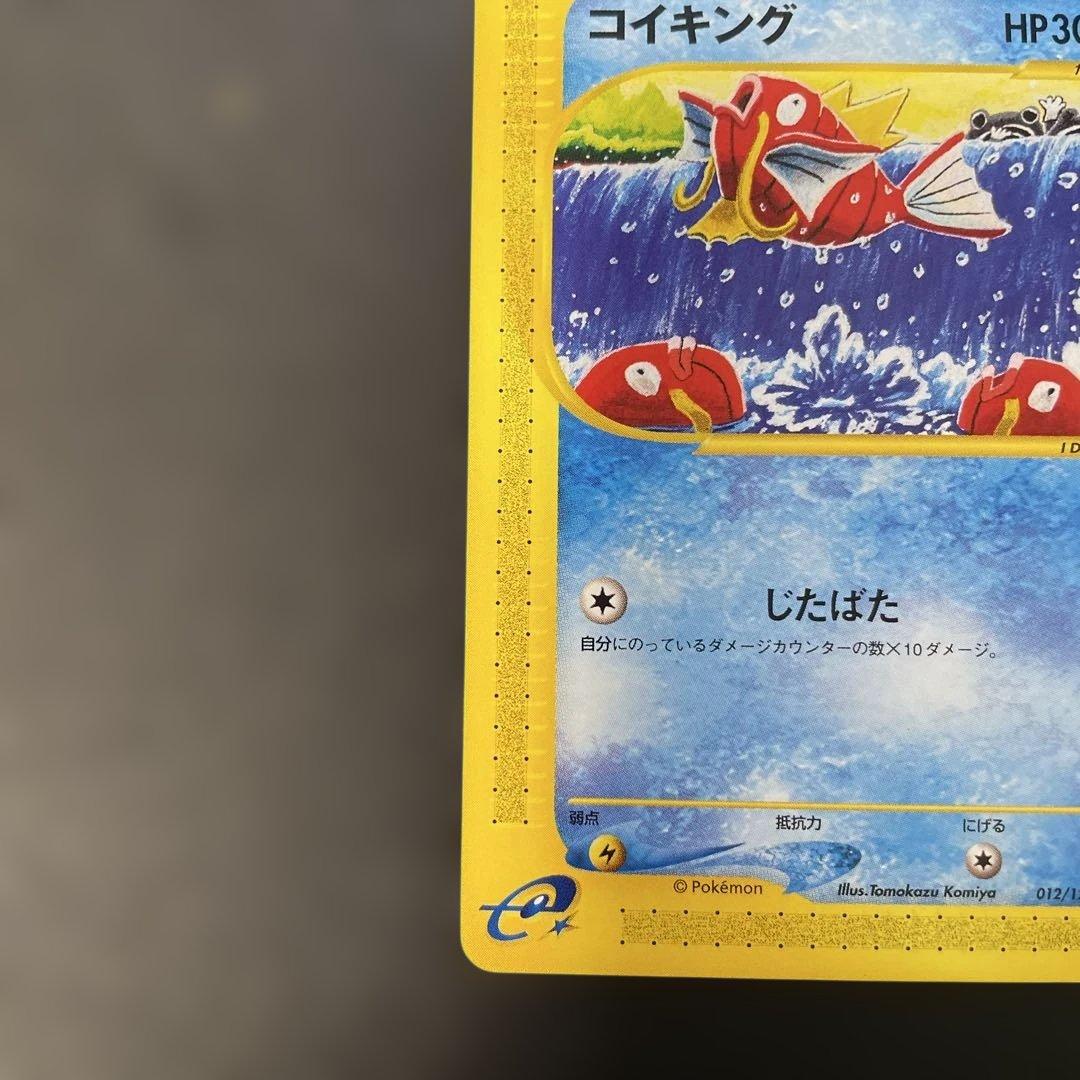 コイキング HP30
じたばた
自分にのっているダメージカウンターの数×10ダメージ。
弱点 抵抗力 にげる
© Pokémon Illus.Tomokazu Komiya 012/1
e